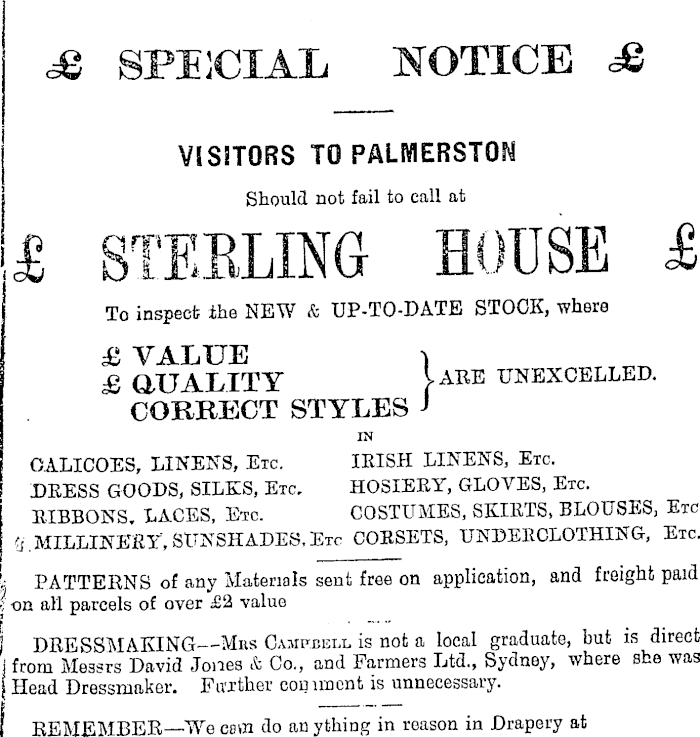 £ SPECIAL NOTICE £
VISITORS TO PALMERSTON
Should not fail to call at
£ STERLING HOUSE £
To inspect the NEW & UP-TO-DATE STOCK, where
£ VALUE
£ QUALITY
CORRECT STYLES
ARE UNEXCELLED.
IN
CALICOES, LINENS, ETC.
DRESS GOODS, SILKS, ETC.
RIBBONS, LACES, ETC.
MILLINERY, SUNSHADES, ETC
IRISH LINENS, ETC.
HOSIERY, GLOVES, ETC.
COSTUMES, SKIRTS, BLOUSES, ETC
CORSETS, UNDERCLOTHING, ETC.
PATTERNS of any Materials sent free on application, and freight paid
on all parcels of over £2 value
DRESSMAKING--MRS CAMPBELL is not a local graduate, but is direct
from Messrs David Jones & Co., and Farmers Ltd., Sydney, where she was
Head Dressmaker. Further comment is unnecessary.
REMEMBER—We can do anything in reason in Drapery at